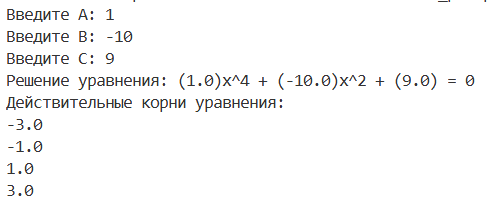 Введите A: 1
Введите B: -10
Введите C: 9
Решение уравнения: (1.0)x^4 + (-10.0)x^2 + (9.0) = 0
Действительные корни уравнения:
-3.0
-1.0
1.0
3.0